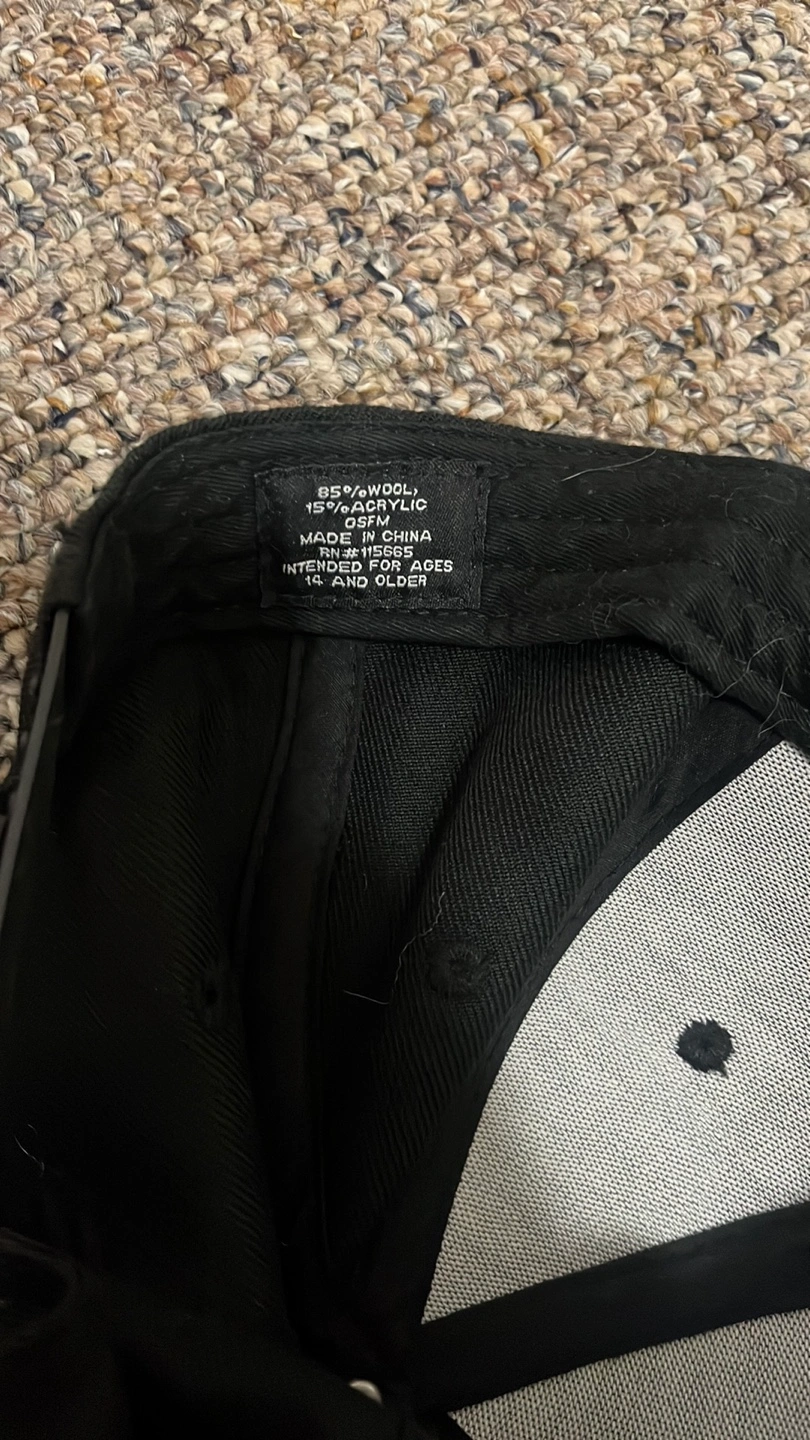 85%WOOL,
15%ACRYLIC
OSFM
MADE IN CHINA
RN#115665
INTENDED FOR AGES
14 AND OLDER